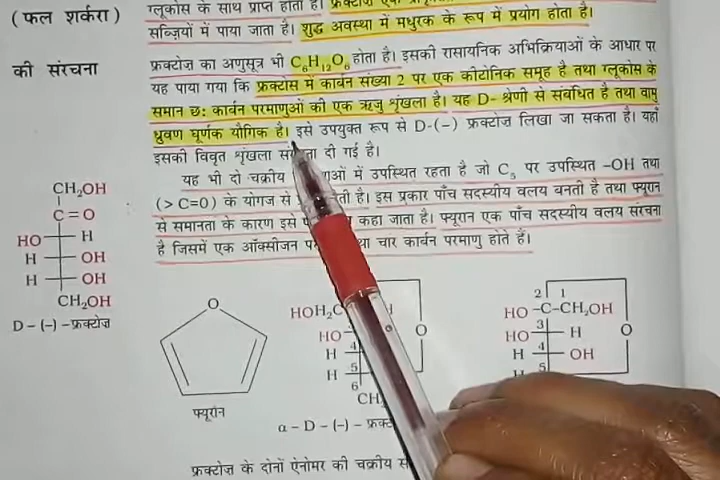 (फल शर्करा)
की संरचना
ग्लूकोस के साथ प्राप्त होता है।
सब्ज़ियों में पाया जाता है। शुद्ध अवस्था में मधुरक के रूप में प्रयोग होता है।
फ्रक्टोज़ का अणुसूत्र भी C₆H₁₂O₆ होता है। इसकी रासायनिक अभिक्रियाओं के आधार पर
यह पाया गया कि फ्रक्टोस में कार्बन संख्या 2 पर एक कीटोनिक समूह है तथा ग्लूकोस के
समान छ: कार्बन परमाणुओं की एक ऋजु शृंखला है। यह D- श्रेणी से संबंधित है तथा वामु
ध्रुवण घूर्णक यौगिक है। इसे उपयुक्त रूप से D-(-) फ्रक्टोज़ लिखा जा सकता है। यहाँ
इसकी विवृत शृंखला दी गई है।
यह भी दो चक्रीय में उपस्थित रहता है जो C₅ पर उपस्थित -OH तथा
(> C=O) के योगज से है। इस प्रकार पाँच सदस्यीय वलय बनती है तथा फ्यूरान
से समानता के कारण इसे कहा जाता है। फ्यूरान एक पाँच सदस्यीय वलय संरचना
है जिसमें एक ऑक्सीजन चार कार्बन परमाणु होते हैं।
CH₂OH
C=O
HO H
H OH
H OH
CH₂OH
D-(-)-फ्रक्टोज़
O
फ्यूरान
HOH₂C
HO
O
H 4
H 5
6
CH
α-D-(-)-फ्रक्ट
2 1
HO-C-CH₂OH
HO 3 H
O
H 4 OH
H 5
फ्रक्टोज़ के दोनों ऐनोमर की चक्रीय